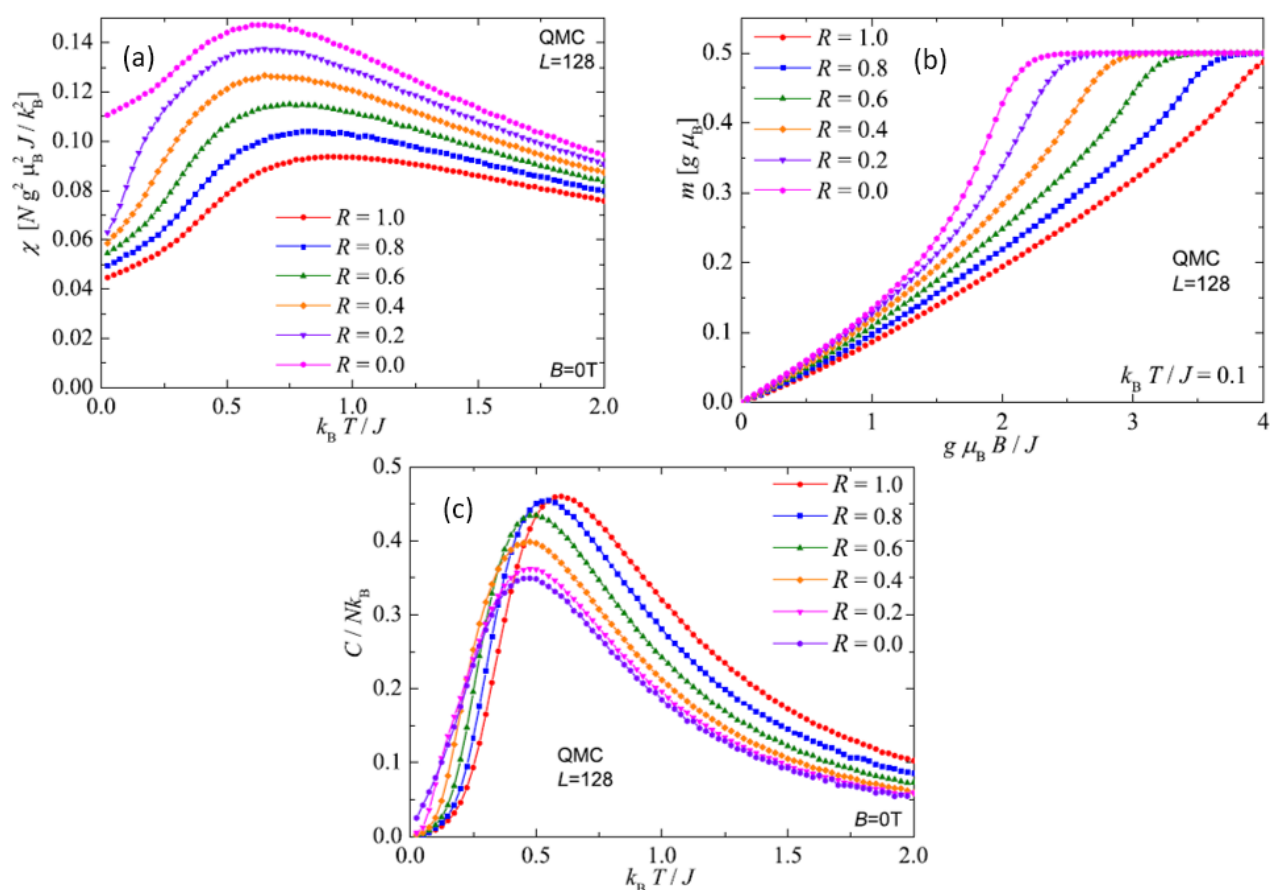 (a)
QMC
L=128
0.14
0.12
0.10
0.08
0.06
0.04
0.02
0.00
χ [N g² μ_B² J / k_B²]
R = 1.0
R = 0.8
R = 0.6
R = 0.4
R = 0.2
R = 0.0
B=0T
0.0 0.5 1.0 1.5 2.0
k_B T / J
(b)
R = 1.0
R = 0.8
R = 0.6
R = 0.4
R = 0.2
R = 0.0
0.5
0.4
0.3
0.2
0.1
0.0
m [g μ_B]
QMC
L=128
k_B T / J = 0.1
0 1 2 3 4
g μ_B B / J
(c)
R = 1.0
R = 0.8
R = 0.6
R = 0.4
R = 0.2
R = 0.0
0.5
0.4
0.3
0.2
0.1
0.0
C / Nk_B
QMC
L=128
B=0T
0.0 0.5 1.0 1.5 2.0
k_B T / J